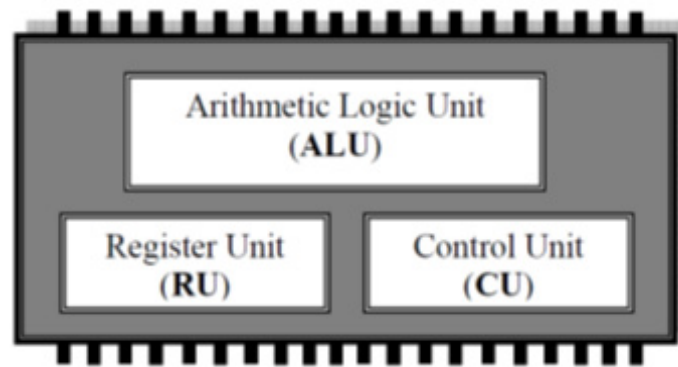 Arithmetic Logic Unit
(ALU)
Register Unit
(RU)
Control Unit
(CU)